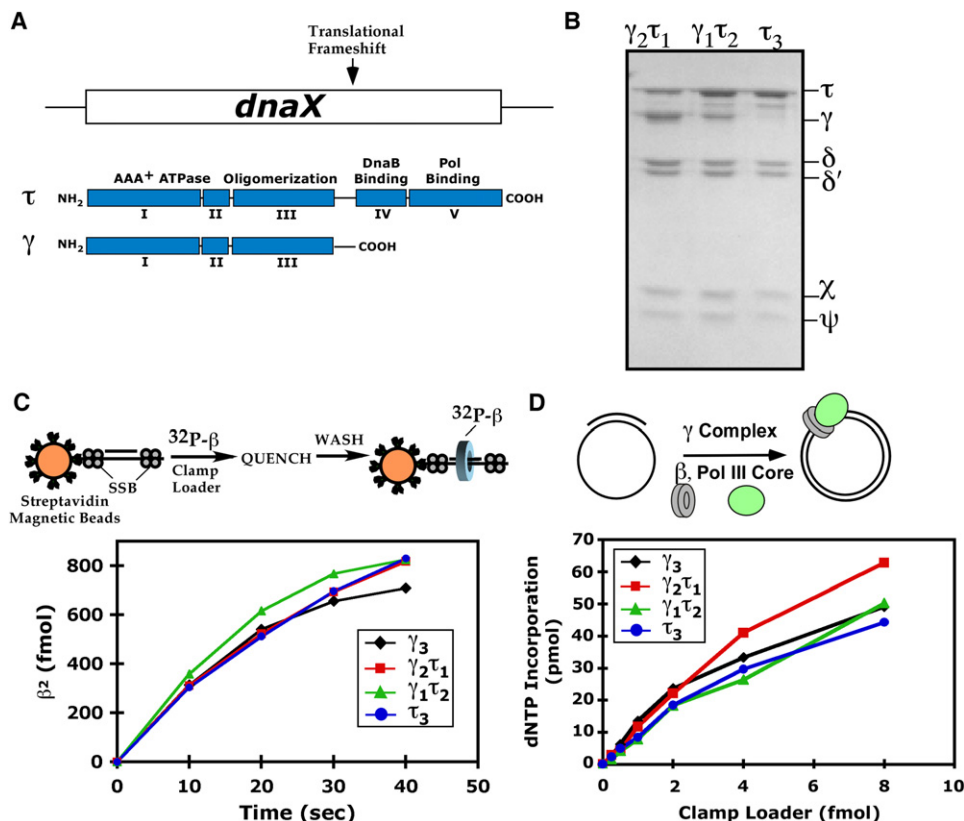 A
Translational
Frameshift
dnaX
AAA+ ATPase
Oligomerization
DnaB
Binding
Pol
Binding
τ NH2 COOH
I II III IV V
γ NH2 COOH
I II III
B
γ2τ1 γ1τ2 τ3
τ
γ
δ
δ'
χ
ψ
C
32P-β
Clamp
Loader
QUENCH
WASH
32P-β
SSB
Streptavidin
Magnetic Beads
β2 (fmol)
800
600
400
200
0
0 10 20 30 40 50
Time (sec)
γ3
γ2τ1
γ1τ2
τ3
D
γ Complex
β, Pol III Core
dNTP Incorporation
(pmol)
70
60
50
40
30
20
10
0
0 2 4 6 8 10
Clamp Loader (fmol)
γ3
γ2τ1
γ1τ2
τ3